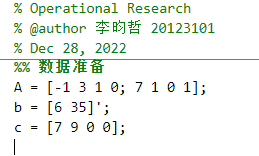 % Operational Research
% @author 李昀哲 20123101
% Dec 28, 2022
%% 数据准备
A = [-1 3 1 0; 7 1 0 1];
b = [6 35]';
c = [7 9 0 0];